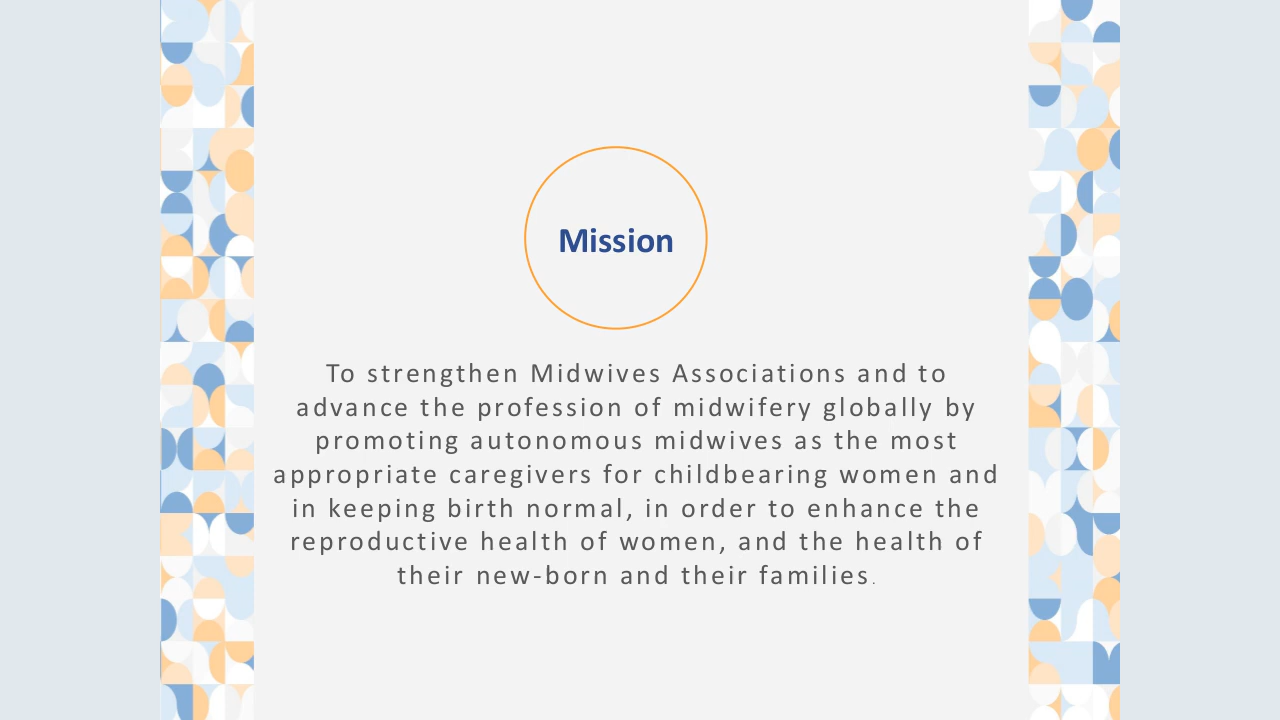 Mission
To strengthen Midwives Associations and to
advance the profession of midwifery globally by
promoting autonomous midwives as the most
appropriate caregivers for childbearing women and
in keeping birth normal, in order to enhance the
reproductive health of women, and the health of
their new-born and their families.